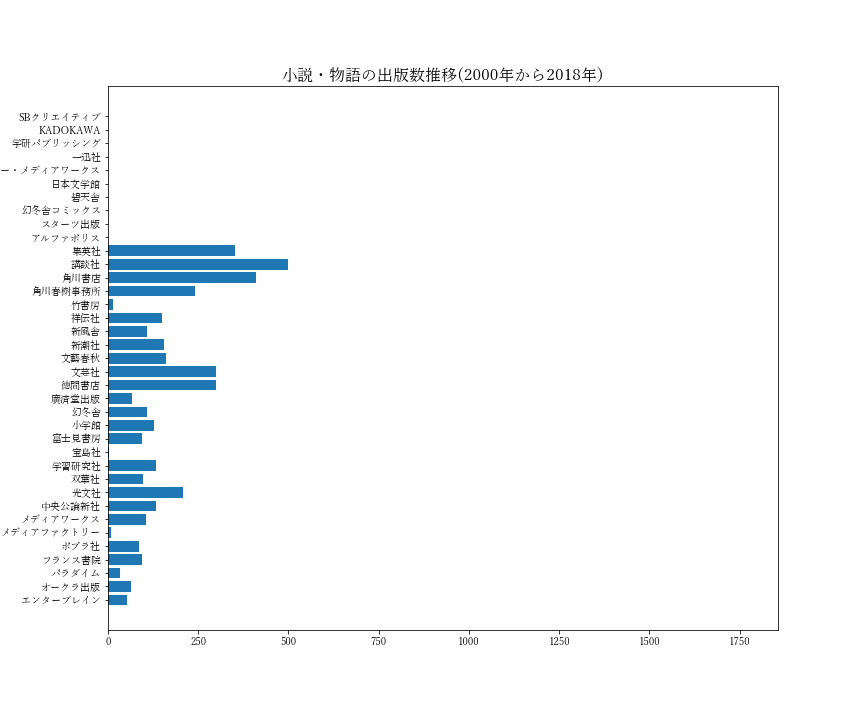 小説・物語の出版数推移(2000年から2018年)
SBクリエイティブ
KADOKAWA
学研パブリッシング
一迅社
ー・メディアワークス
日本文学館
碧天舎
幻冬舎コミックス
スターツ出版
アルファポリス
集英社
講談社
角川書店
角川春樹事務所
竹書房
祥伝社
新風舎
新潮社
文藝春秋
文芸社
徳間書店
廣済堂出版
幻冬舎
小学館
富士見書房
宝島社
学習研究社
双葉社
光文社
中央公論新社
メディアワークス
メディアファクトリー
ポプラ社
フランス書院
パラダイム
オークラ出版
エンターブレイン
0 250 500 750 1000 1250 1500 1750